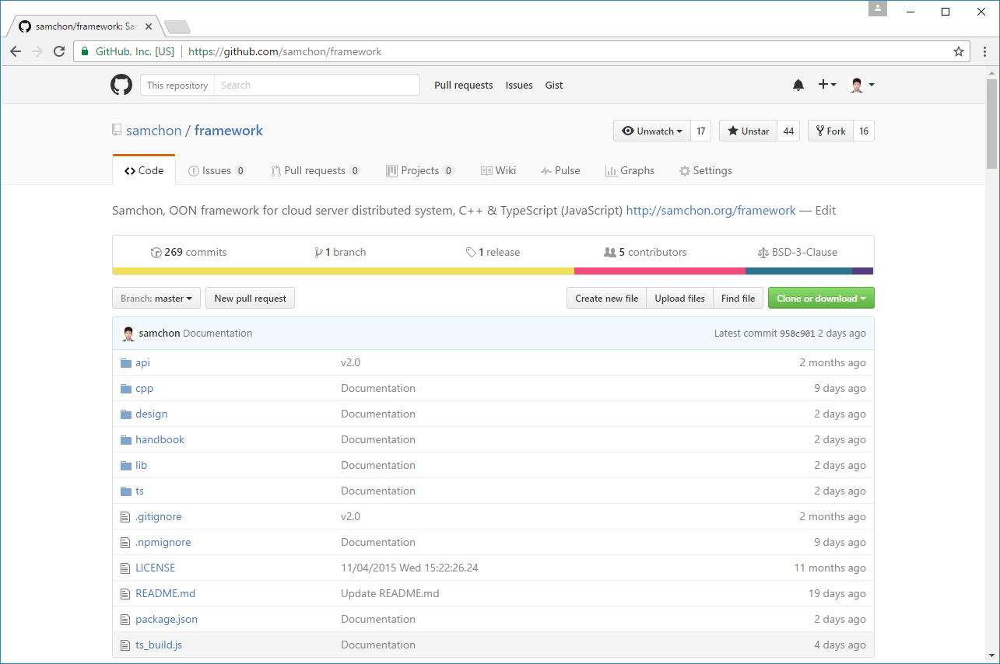 samchon/framework: Sa
GitHub, Inc. [US] https://github.com/samchon/framework
This repository Search Pull requests Issues Gist
samchon / framework Unwatch 17 Unstar 44 Fork 16
Code Issues 0 Pull requests 0 Projects 0 Wiki Pulse Graphs Settings
Samchon, OON framework for cloud server distributed system, C++ & TypeScript (JavaScript) http://samchon.org/framework — Edit
269 commits 1 branch 1 release 5 contributors BSD-3-Clause
Branch: master New pull request Create new file Upload files Find file Clone or download
samchon Documentation Latest commit 958c901 2 days ago
api v2.0 2 months ago
cpp Documentation 9 days ago
design Documentation 2 days ago
handbook Documentation 2 days ago
lib Documentation 2 days ago
ts Documentation 2 days ago
.gitignore v2.0 2 months ago
.npmignore Documentation 9 days ago
LICENSE 11/04/2015 Wed 15:22:26.24 11 months ago
README.md Update README.md 19 days ago
package.json Documentation 2 days ago
ts_build.js Documentation 4 days ago